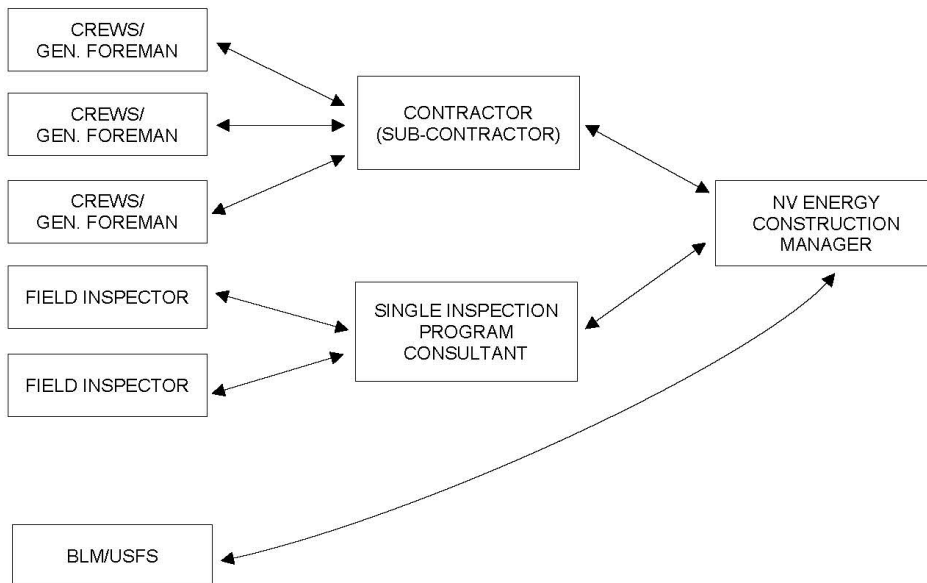 CREWS/
GEN. FOREMAN
CREWS/
GEN. FOREMAN
CREWS/
GEN. FOREMAN
FIELD INSPECTOR
FIELD INSPECTOR
BLM/USFS
CONTRACTOR
(SUB-CONTRACTOR)
SINGLE INSPECTION
PROGRAM
CONSULTANT
NV ENERGY
CONSTRUCTION
MANAGER